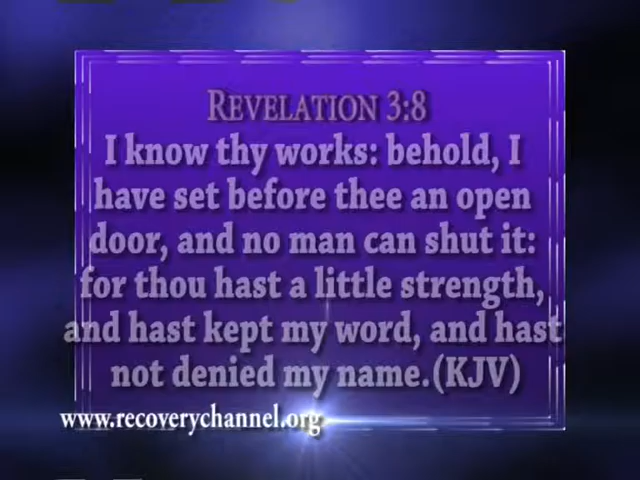 REVELATION 3:8
I know thy works: behold, I
have set before thee an open
door, and no man can shut it:
for thou hast a little strength,
and hast kept my word, and hast
not denied my name.(KJV)
www.recoverychannel.org